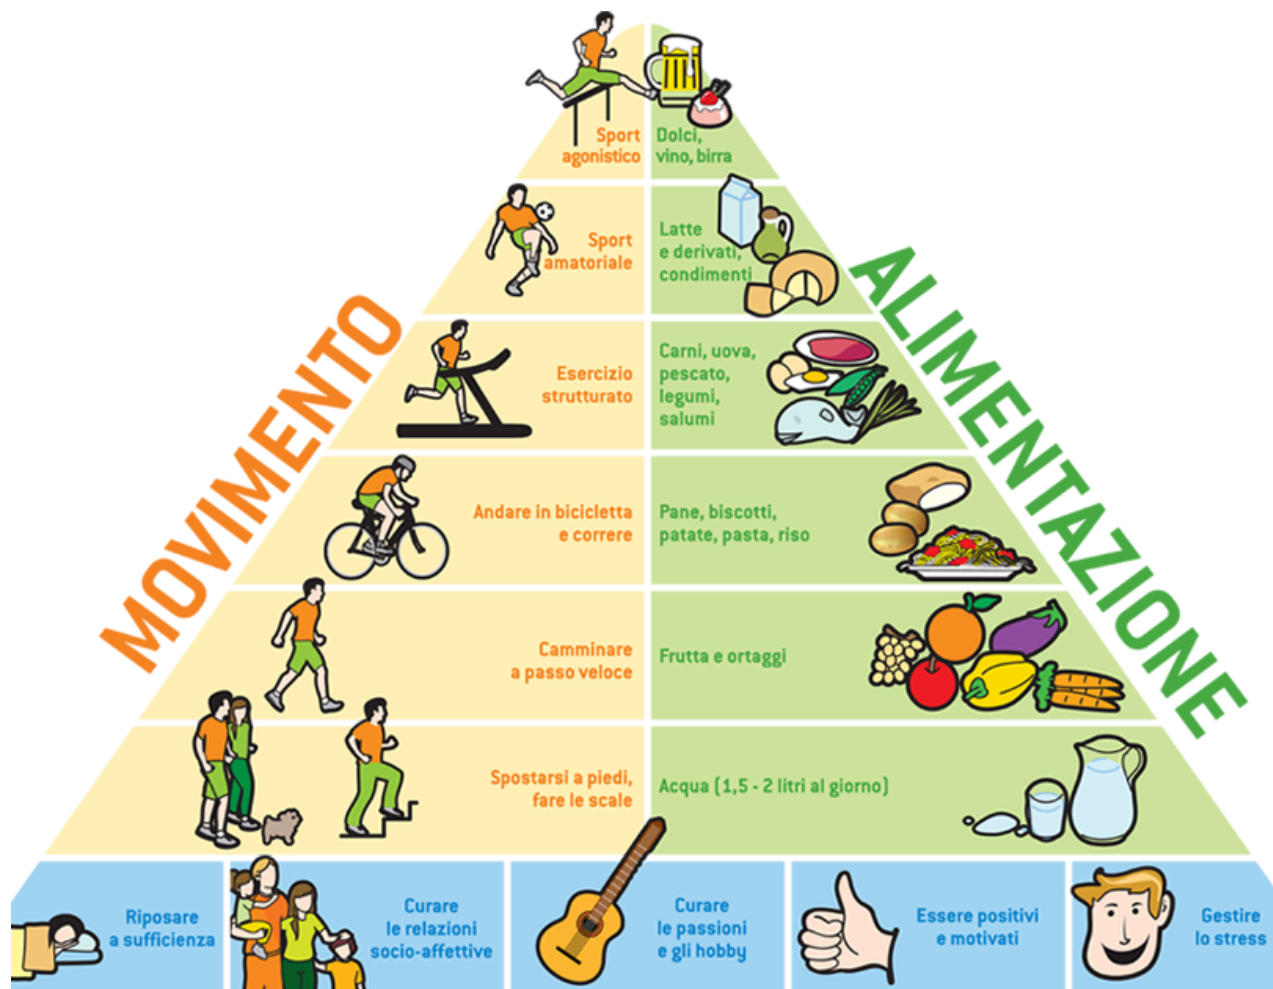 Sport
agonistico
Dolci,
vino, birra
Sport
amatoriale
Latte
e derivati,
condimenti
MOVIMENTO
ALIMENTAZIONE
Esercizio
strutturato
Carni, uova,
pescato,
legumi,
salumi
Andare in bicicletta
e correre
Pane, biscotti,
patate, pasta, riso
Camminare
a passo veloce
Frutta e ortaggi
Spostarsi a piedi,
fare le scale
Acqua (1,5 - 2 litri al giorno)
Riposare
a sufficienza
Curare
le relazioni
socio-affettive
Curare
le passioni
e gli hobby
Essere positivi
e motivati
Gestire
lo stress